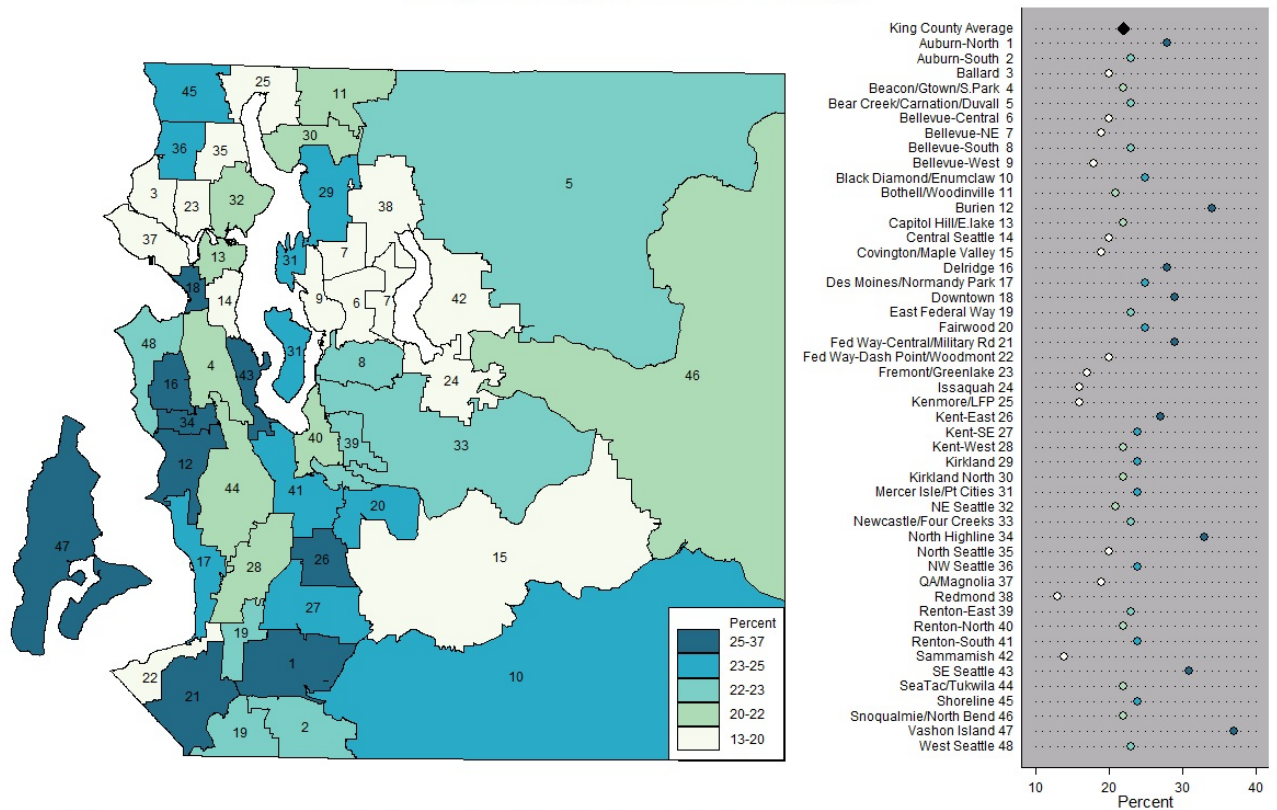 45
25
11
30
36
35
5
3
23
32
29
38
37
13
7
31
18
14
9
6
7
42
48
31
4
43
8
46
16
24
34
40
39
33
12
44
41
20
47
26
15
17
28
27
19
1
22
21
10
19
2
Percent
25-37
23-25
22-23
20-22
13-20
King County Average
Auburn-North 1
Auburn-South 2
Ballard 3
Beacon/Gtown/S.Park 4
Bear Creek/Carnation/Duvall 5
Bellevue-Central 6
Bellevue-NE 7
Bellevue-South 8
Bellevue-West 9
Black Diamond/Enumclaw 10
Bothell/Woodinville 11
Burien 12
Capitol Hill/E.lake 13
Central Seattle 14
Covington/Maple Valley 15
Delridge 16
Des Moines/Normandy Park 17
Downtown 18
East Federal Way 19
Fairwood 20
Fed Way-Central/Military Rd 21
Fed Way-Dash Point/Woodmont 22
Fremont/Greenlake 23
Issaquah 24
Kenmore/LFP 25
Kent-East 26
Kent-SE 27
Kent-West 28
Kirkland 29
Kirkland North 30
Mercer Isle/Pt Cities 31
NE Seattle 32
Newcastle/Four Creeks 33
North Highline 34
North Seattle 35
NW Seattle 36
QA/Magnolia 37
Redmond 38
Renton-East 39
Renton-North 40
Renton-South 41
Sammamish 42
SE Seattle 43
SeaTac/Tukwila 44
Shoreline 45
Snoqualmie/North Bend 46
Vashon Island 47
West Seattle 48
10 20 30 40
Percent